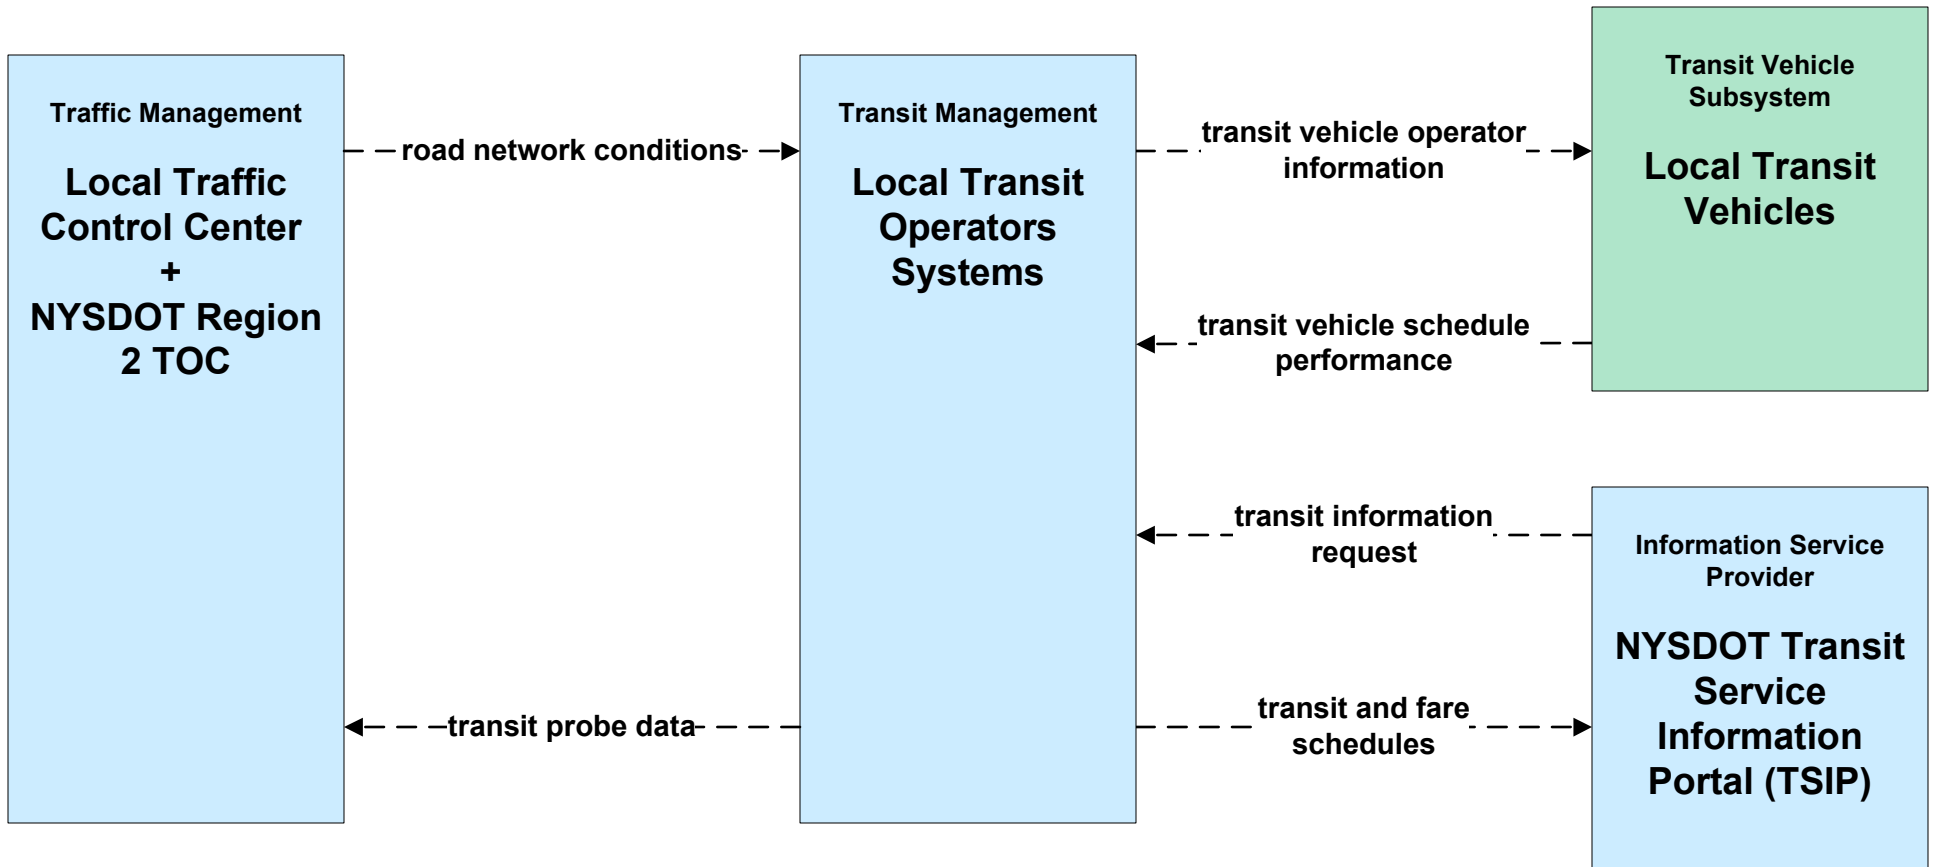 Traffic Management
Local Traffic
Control Center
+
NYSDOT Region
2 TOC
road network conditions
transit probe data
Transit Management
Local Transit
Operators
Systems
transit vehicle operator
information
transit vehicle schedule
performance
transit information
request
transit and fare
schedules
Transit Vehicle
Subsystem
Local Transit
Vehicles
Information Service
Provider
NYSDOT Transit
Service
Information
Portal (TSIP)